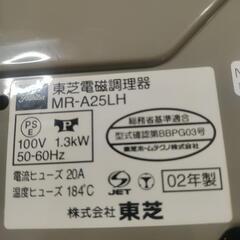 東芝電磁調理器
MR-A25LH
PS
E
P
100V 1.3kW
50-60Hz
総務省基準適合
型式確認第BBPG03号
東芝ホームテクノ株式会社
電流ヒューズ 20A
温度ヒューズ 184℃
S
JET
02年製
株式会社 東芝
N